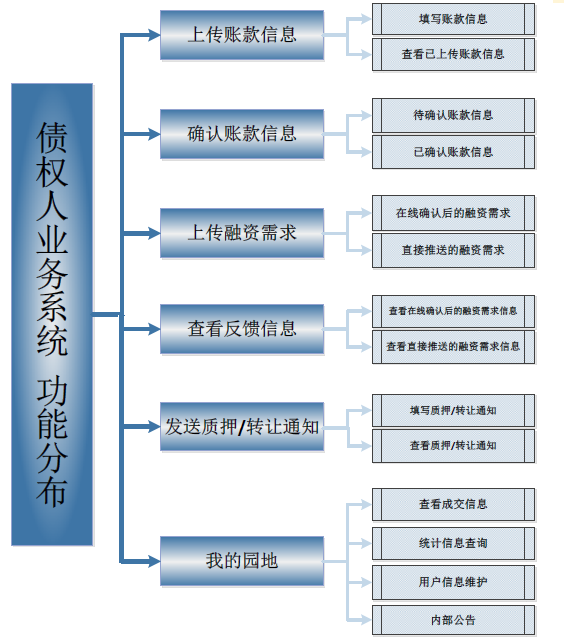 债权人业务系统 功能分布
上传账款信息
填写账款信息
查看已上传账款信息
确认账款信息
待确认账款信息
已确认账款信息
上传融资需求
在线确认后的融资需求
直接推送的融资需求
查看反馈信息
查看在线确认后的融资需求信息
查看直接推送的融资需求信息
发送质押/转让通知
填写质押/转让通知
查看质押/转让通知
我的园地
查看成交信息
统计信息查询
用户信息维护
内部公告